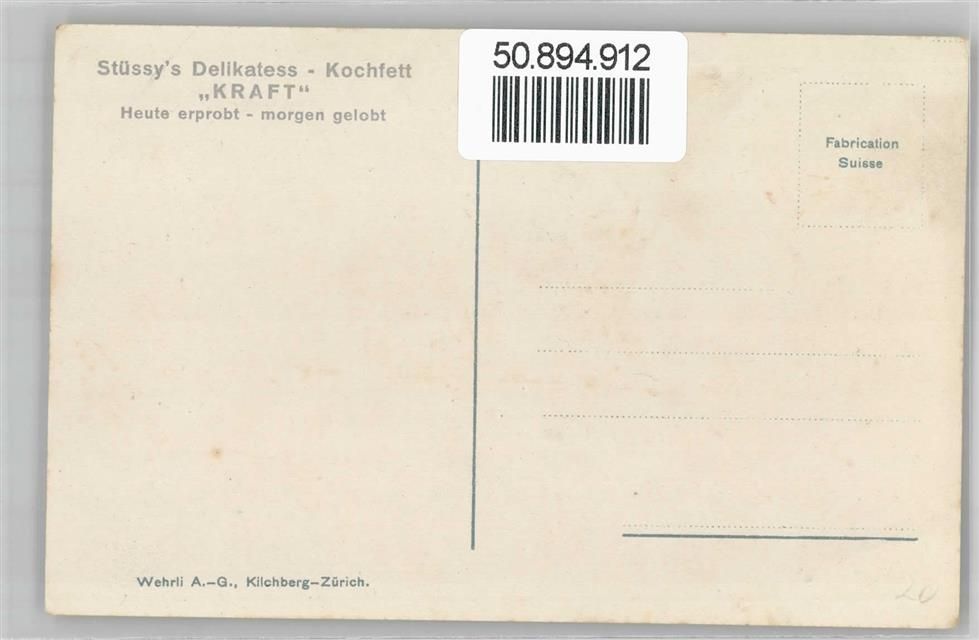 Stüssy's Delikatess - Kochfett
„KRAFT“
Heute erprobt - morgen gelobt
50.894.912
Fabrication
Suisse
Wehrli A.-G., Kilchberg-Zürich.
20